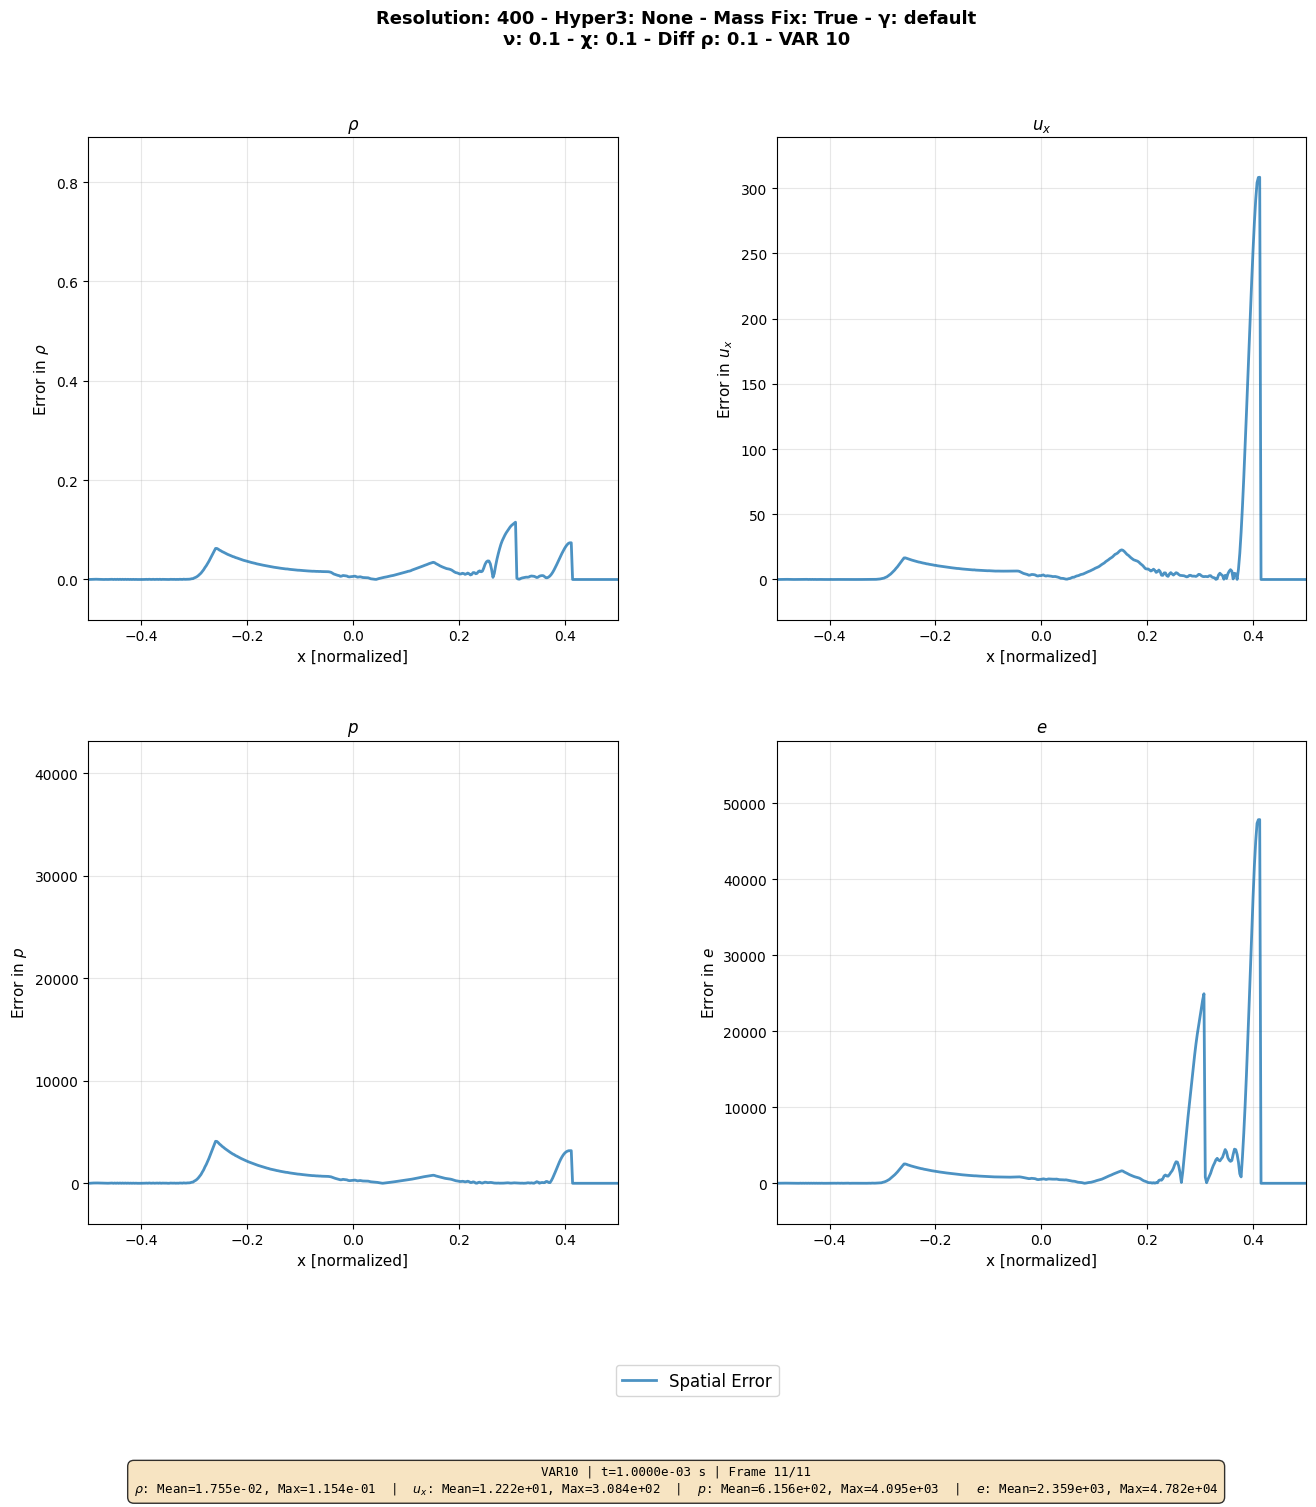 Resolution: 400 - Hyper3: None - Mass Fix: True - γ: default
ν: 0.1 - χ: 0.1 - Diff ρ: 0.1 - VAR 10
ρ
Error in ρ
0.8
0.6
0.4
0.2
0.0
−0.4 −0.2 0.0 0.2 0.4
x [normalized]
u_x
Error in u_x
300
250
200
150
100
50
0
−0.4 −0.2 0.0 0.2 0.4
x [normalized]
p
Error in p
40000
30000
20000
10000
0
−0.4 −0.2 0.0 0.2 0.4
x [normalized]
e
Error in e
50000
40000
30000
20000
10000
0
−0.4 −0.2 0.0 0.2 0.4
x [normalized]
Spatial Error
VAR10 | t=1.0000e-03 s | Frame 11/11
ρ: Mean=1.755e-02, Max=1.154e-01 | u_x: Mean=1.222e+01, Max=3.084e+02 | p: Mean=6.156e+02, Max=4.095e+03 | e: Mean=2.359e+03, Max=4.782e+04